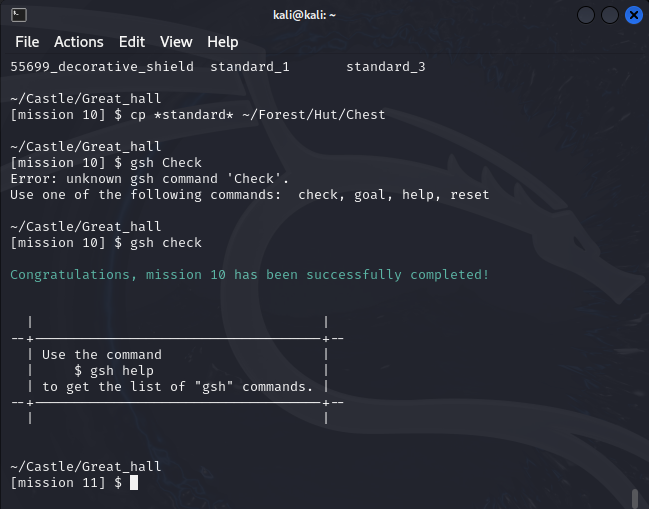 kali@kali: ~
File Actions Edit View Help
55699_decorative_shield standard_1 standard_3
~/Castle/Great_hall
[mission 10] $ cp *standard* ~/Forest/Hut/Chest
~/Castle/Great_hall
[mission 10] $ gsh Check
Error: unknown gsh command 'Check'.
Use one of the following commands: check, goal, help, reset
~/Castle/Great_hall
[mission 10] $ gsh check
Congratulations, mission 10 has been successfully completed!
Use the command
$ gsh help
to get the list of "gsh" commands.
~/Castle/Great_hall
[mission 11] $